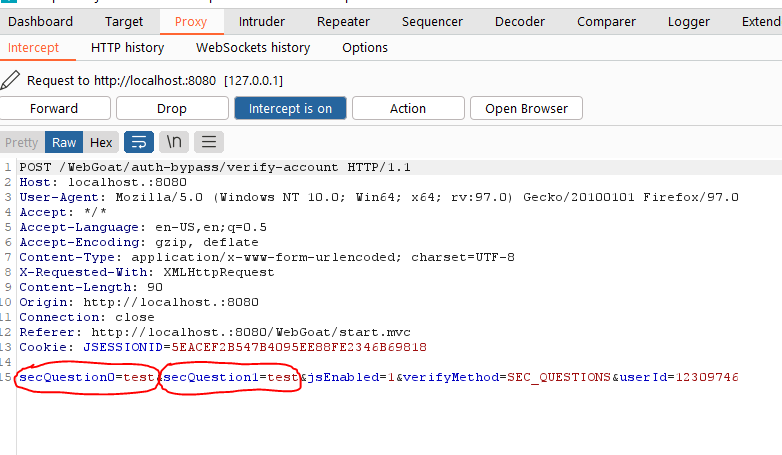 Dashboard Target Proxy Intruder Repeater Sequencer Decoder Comparer Logger Extend
Intercept HTTP history WebSockets history Options
Request to http://localhost.:8080 [127.0.0.1]
Forward Drop Intercept is on Action Open Browser
Pretty Raw Hex \n
1 POST /WebGoat/auth-bypass/verify-account HTTP/1.1
2 Host: localhost.:8080
3 User-Agent: Mozilla/5.0 (Windows NT 10.0; Win64; x64; rv:97.0) Gecko/20100101 Firefox/97.0
4 Accept: */*
5 Accept-Language: en-US,en;q=0.5
6 Accept-Encoding: gzip, deflate
7 Content-Type: application/x-www-form-urlencoded; charset=UTF-8
8 X-Requested-With: XMLHttpRequest
9 Content-Length: 90
10 Origin: http://localhost.:8080
11 Connection: close
12 Referer: http://localhost.:8080/WebGoat/start.mvc
13 Cookie: JSESSIONID=5EACEF2B547B4095EE88FE2346B69818
14
15 secQuestion0=test&secQuestion1=test&jsEnabled=1&verifyMethod=SEC_QUESTIONS&userId=12309746